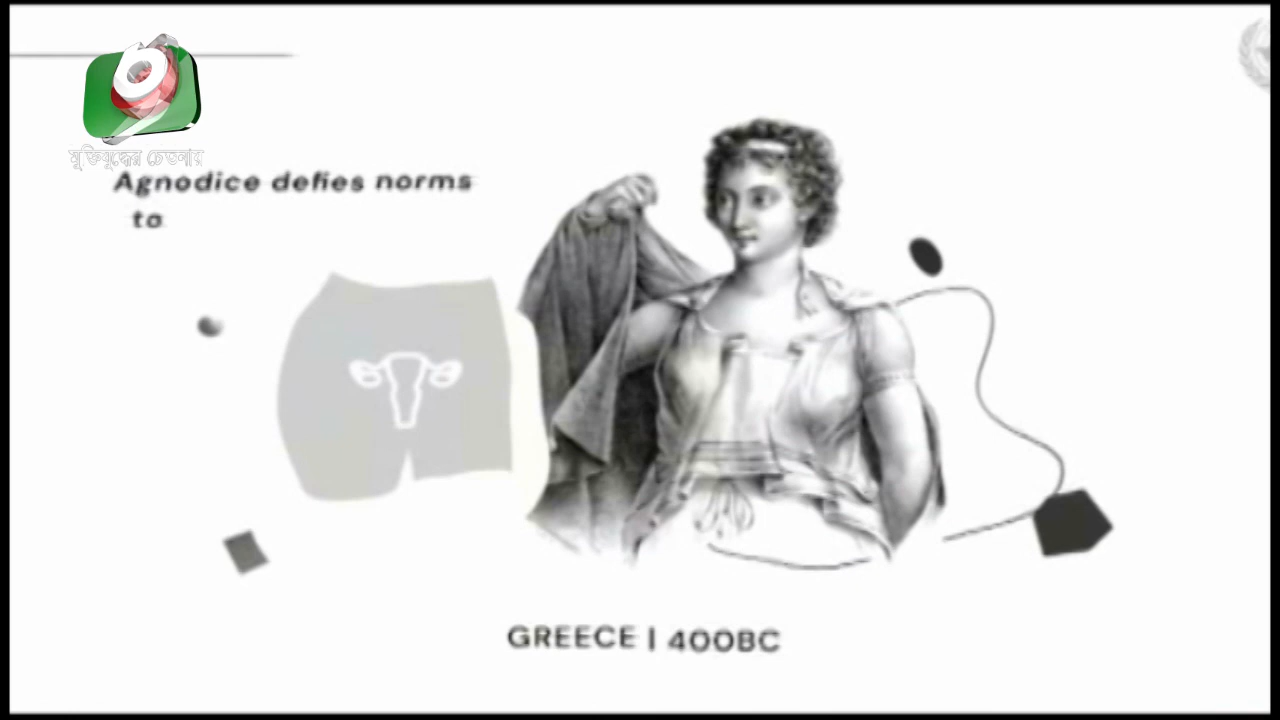 মুক্তিযুদ্ধের চেতনার
Agnodice defies norms
to
GREECE | 400BC